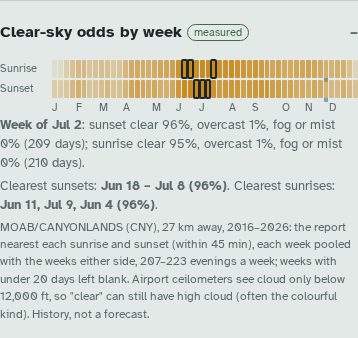 Clear-sky odds by week measured –
Sunrise
Sunset
J F M A M J J A S O N D
Week of Jul 2: sunset clear 96%, overcast 1%, fog or mist
0% (209 days); sunrise clear 95%, overcast 1%, fog or mist
0% (210 days).
Clearest sunsets: Jun 18 – Jul 8 (96%). Clearest sunrises:
Jun 11, Jul 9, Jun 4 (96%).
MOAB/CANYONLANDS (CNY), 27 km away, 2016–2026: the report
nearest each sunrise and sunset (within 45 min), each week pooled
with the weeks either side, 207–223 evenings a week; weeks with
under 20 days left blank. Airport ceilometers see cloud only below
12,000 ft, so "clear" can still have high cloud (often the colourful
kind). History, not a forecast.